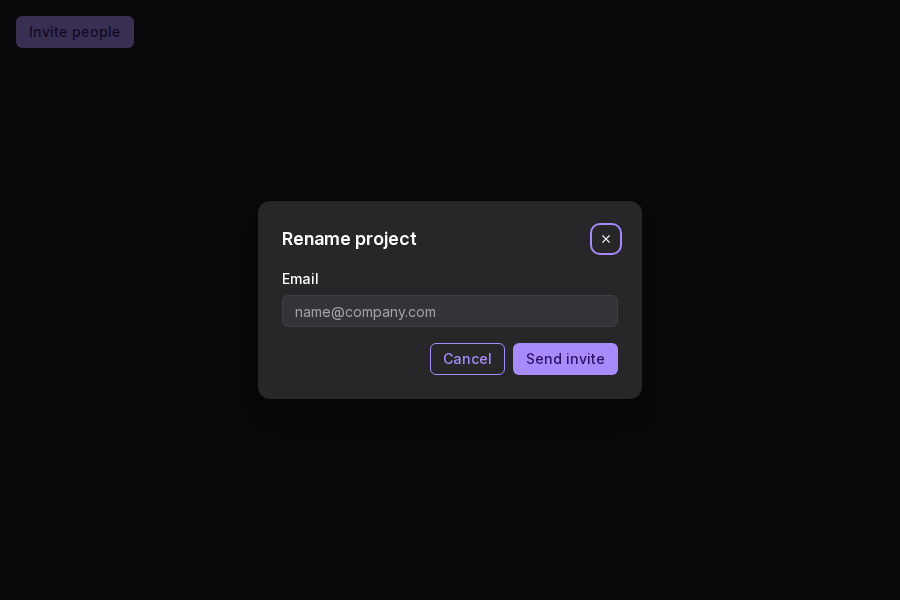 Invite people
Rename project
Email
name@company.com
Cancel
Send invite